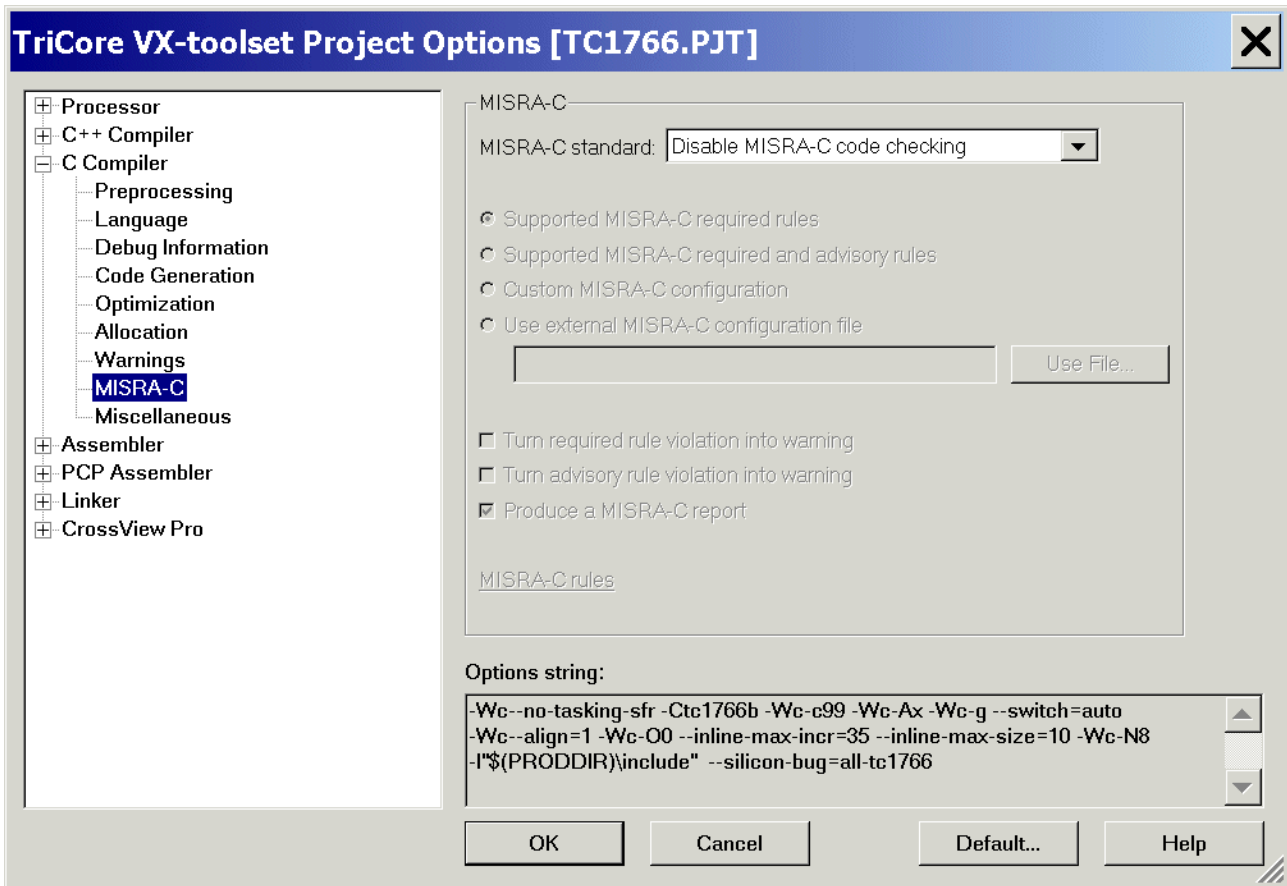 TriCore VX-toolset Project Options [TC1766.PJT]
Processor
C++ Compiler
C Compiler
Preprocessing
Language
Debug Information
Code Generation
Optimization
Allocation
Warnings
MISRA-C
Miscellaneous
Assembler
PCP Assembler
Linker
CrossView Pro
MISRA-C
MISRA-C standard: Disable MISRA-C code checking
Supported MISRA-C required rules
Supported MISRA-C required and advisory rules
Custom MISRA-C configuration
Use external MISRA-C configuration file
Use File...
Turn required rule violation into warning
Turn advisory rule violation into warning
Produce a MISRA-C report
MISRA-C rules
Options string:
-Wc--no-tasking-sfr -Ctc1766b -Wc-c99 -Wc-Ax -Wc-g --switch=auto
-Wc--align=1 -Wc-O0 --inline-max-incr=35 --inline-max-size=10 -Wc-N8
-I"$(PRODDIR)\include" --silicon-bug=all-tc1766
OK Cancel Default... Help